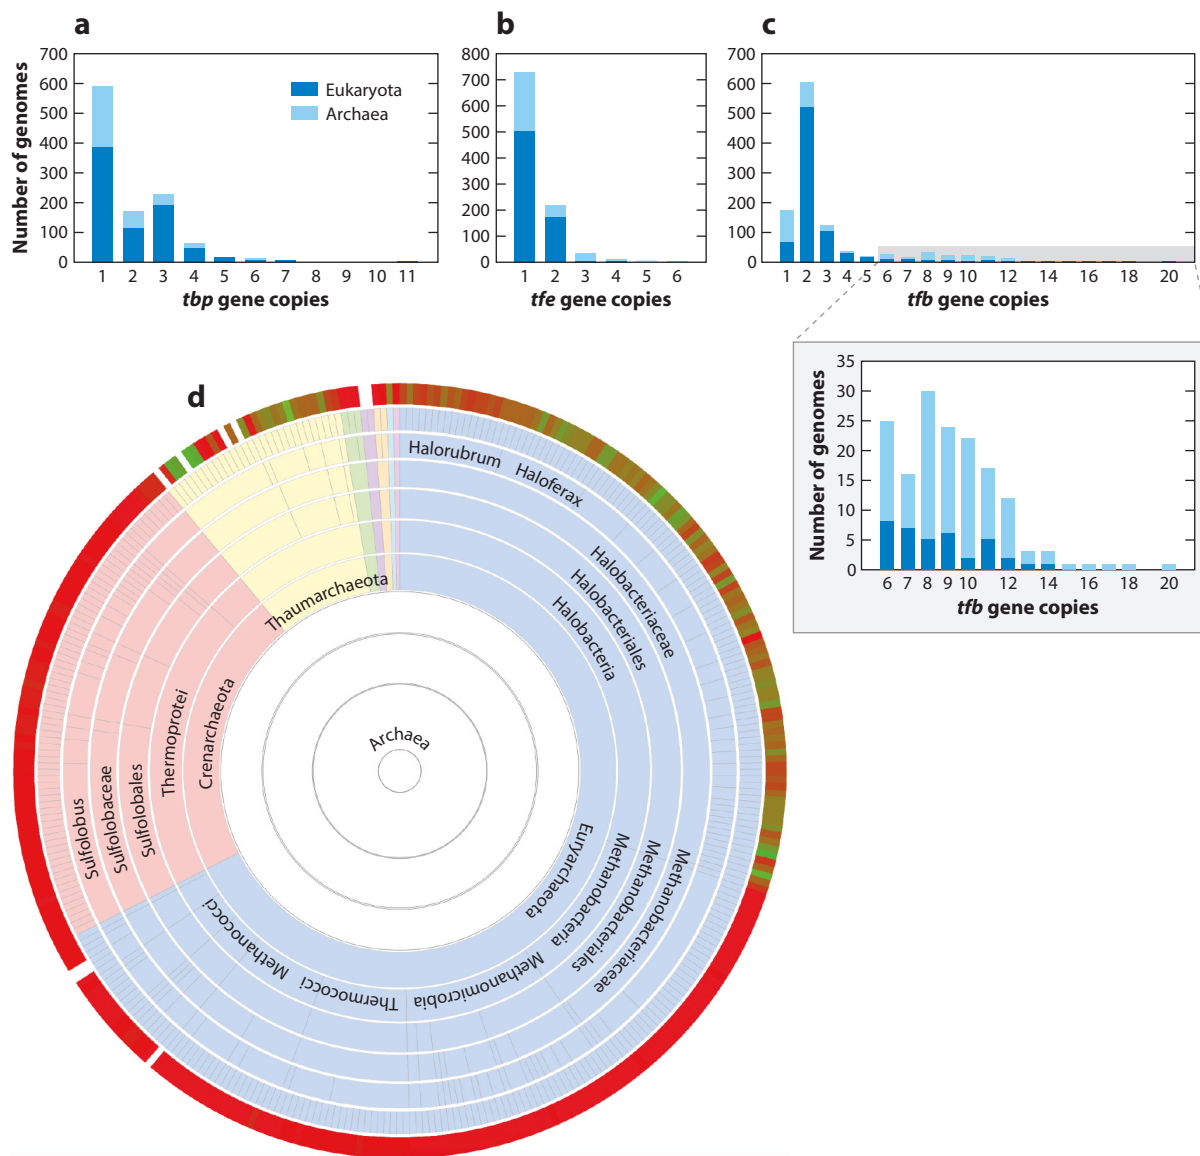 a
b
c
700
600
500
400
300
200
100
0
Number of genomes
Eukaryota
Archaea
1 2 3 4 5 6 7 8 9 10 11
tbp gene copies
800
700
600
500
400
300
200
100
0
1 2 3 4 5 6
tfe gene copies
700
600
500
400
300
200
100
0
1 2 3 4 5 6 7 8 9 10 12 14 16 18 20
tfb gene copies
35
30
25
20
15
10
5
0
Number of genomes
6 7 8 9 10 12 14 16 18 20
tfb gene copies
d
Halorubrum
Haloferax
Halobacteriaceae
Halobacteriales
Halobacteria
Thaumarchaeota
Archaea
Crenarchaeota
Thermoprotei
Sulfolobales
Sulfolobaceae
Sulfolobus
Euryarchaeota
Methanobacteria
Methanobacteriales
Methanobacteriaceae
Methanomicrobia
Thermococci
Methanococci